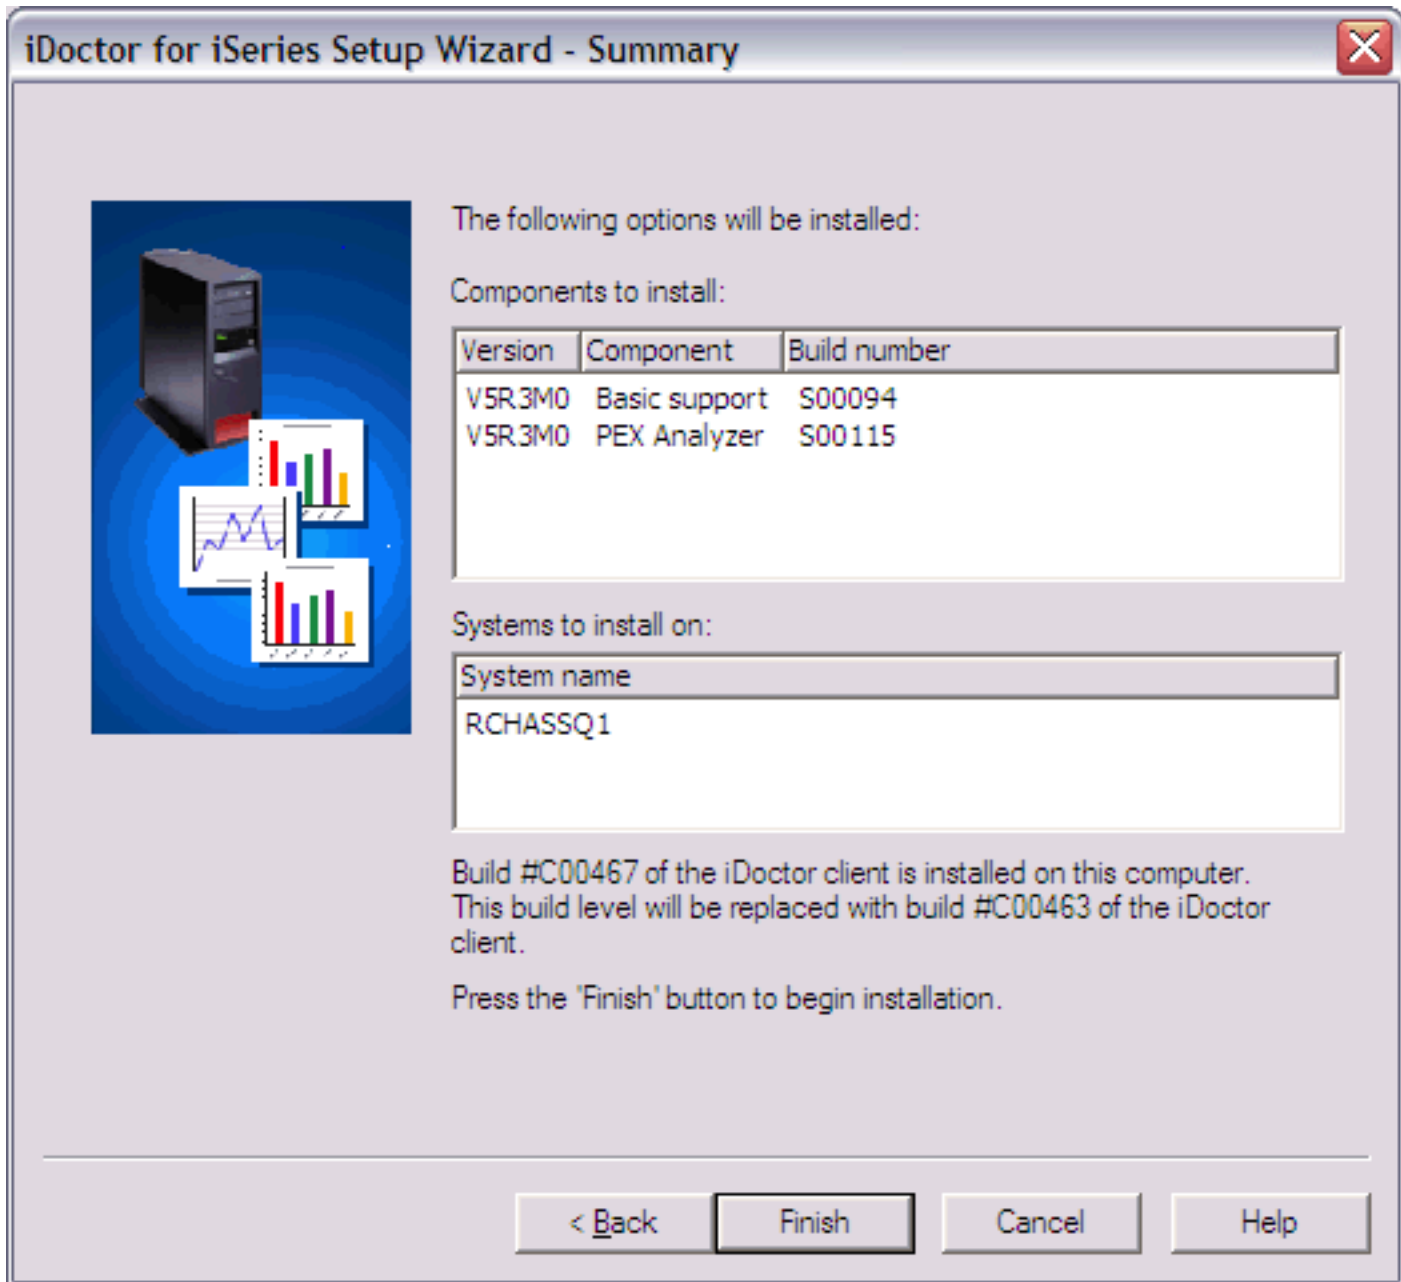 iDoctor for iSeries Setup Wizard - Summary
The following options will be installed:
Components to install:
Version Component Build number
V5R3M0 Basic support S00094
V5R3M0 PEX Analyzer S00115
Systems to install on:
System name
RCHASSQ1
Build #C00467 of the iDoctor client is installed on this computer.
This build level will be replaced with build #C00463 of the iDoctor
client.
Press the 'Finish' button to begin installation.
< Back Finish Cancel Help